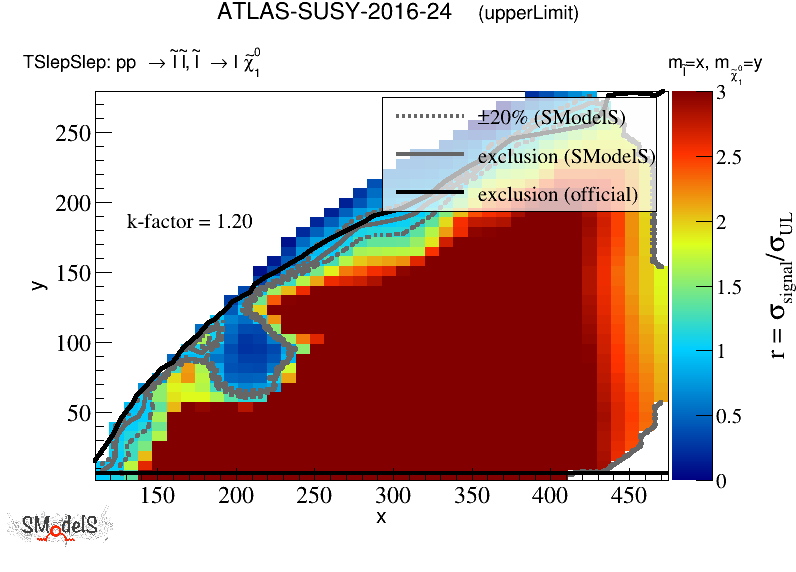 ATLAS-SUSY-2016-24 (upperLimit)
TSlepSlep: pp → l̃ l̃, l̃ → l χ̃₁⁰
m_l̃=x, m_χ̃₁⁰=y
±20% (SModelS)
exclusion (SModelS)
exclusion (official)
k-factor = 1.20
y
250
200
150
100
50
150 200 250 300 350 400 450
x
3
2.5
2
1.5
1
0.5
0
r = σ_signal/σ_UL
SModelS